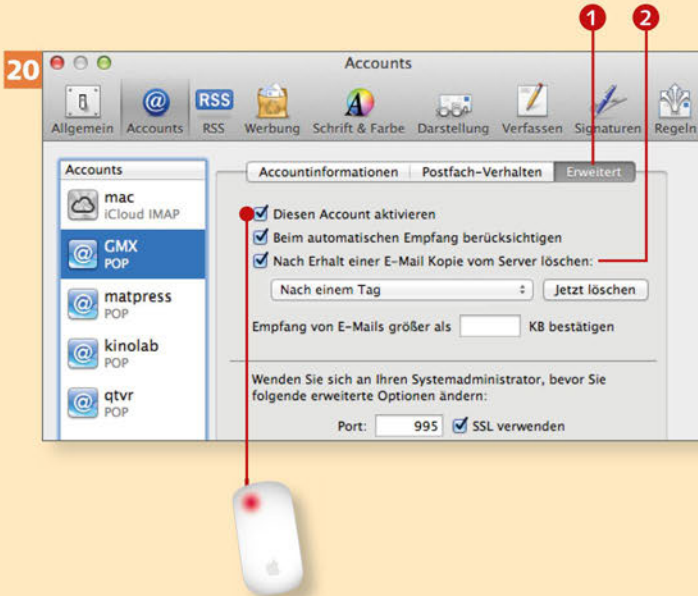 1 2
20
Accounts
Allgemein Accounts RSS Werbung Schrift & Farbe Darstellung Verfassen Signaturen Regeln
RSS
Accounts
mac
iCloud IMAP
GMX
POP
matpress
POP
kinolab
POP
qtvr
POP
Accountinformationen Postfach-Verhalten Erweitert
Diesen Account aktivieren
Beim automatischen Empfang berücksichtigen
Nach Erhalt einer E-Mail Kopie vom Server löschen:
Nach einem Tag Jetzt löschen
Empfang von E-Mails größer als KB bestätigen
Wenden Sie sich an Ihren Systemadministrator, bevor Sie
folgende erweiterte Optionen ändern:
Port: 995 SSL verwenden